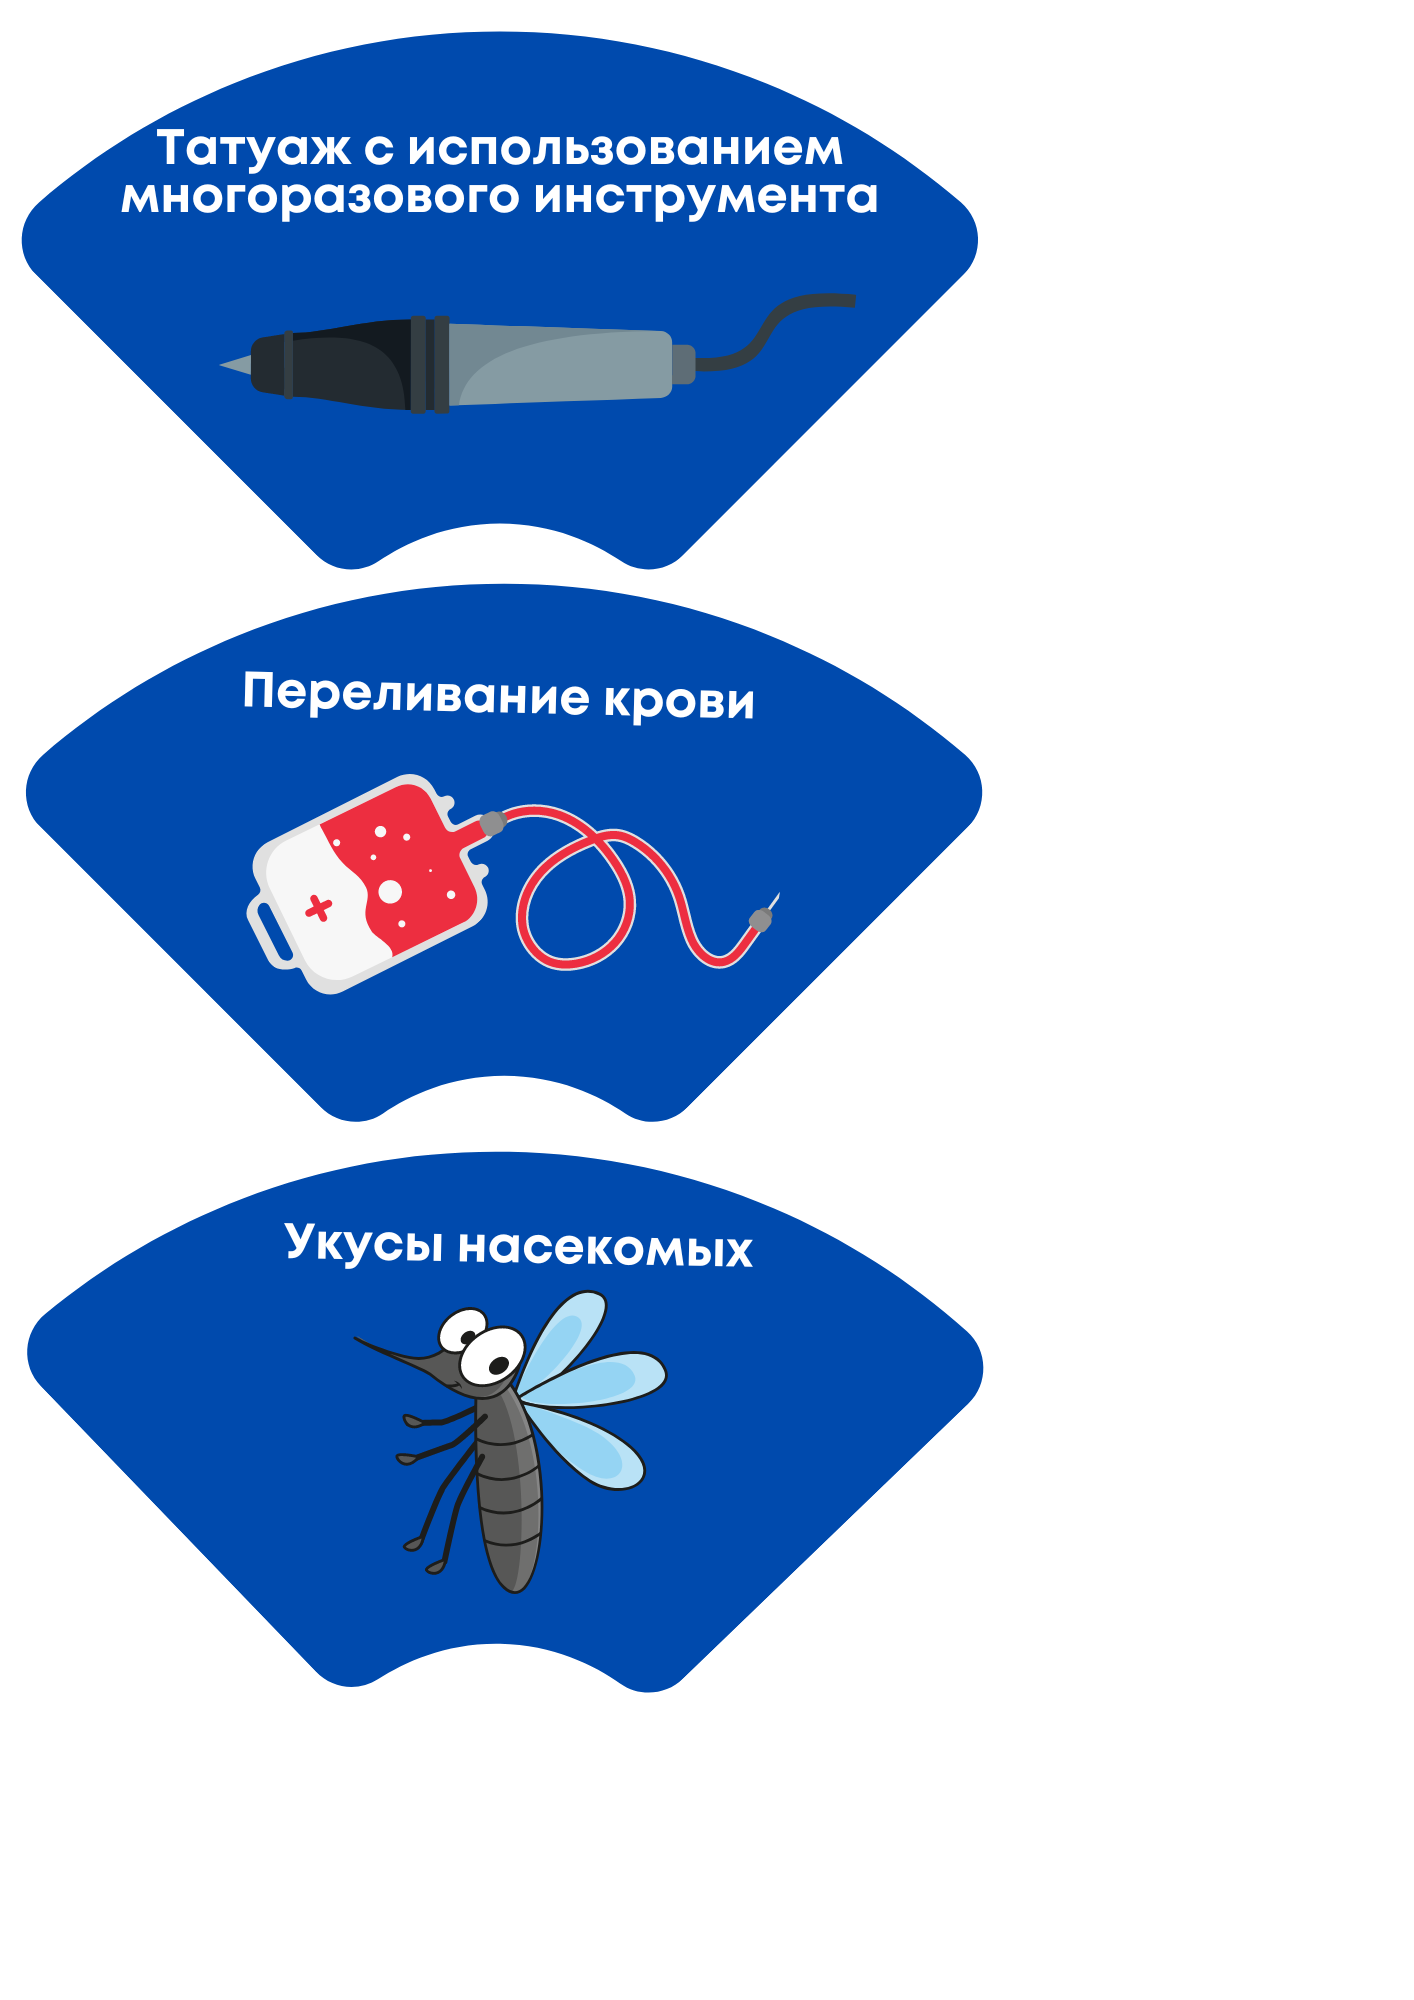 Татуаж с использованием
многоразового инструмента
Переливание крови
Укусы насекомых